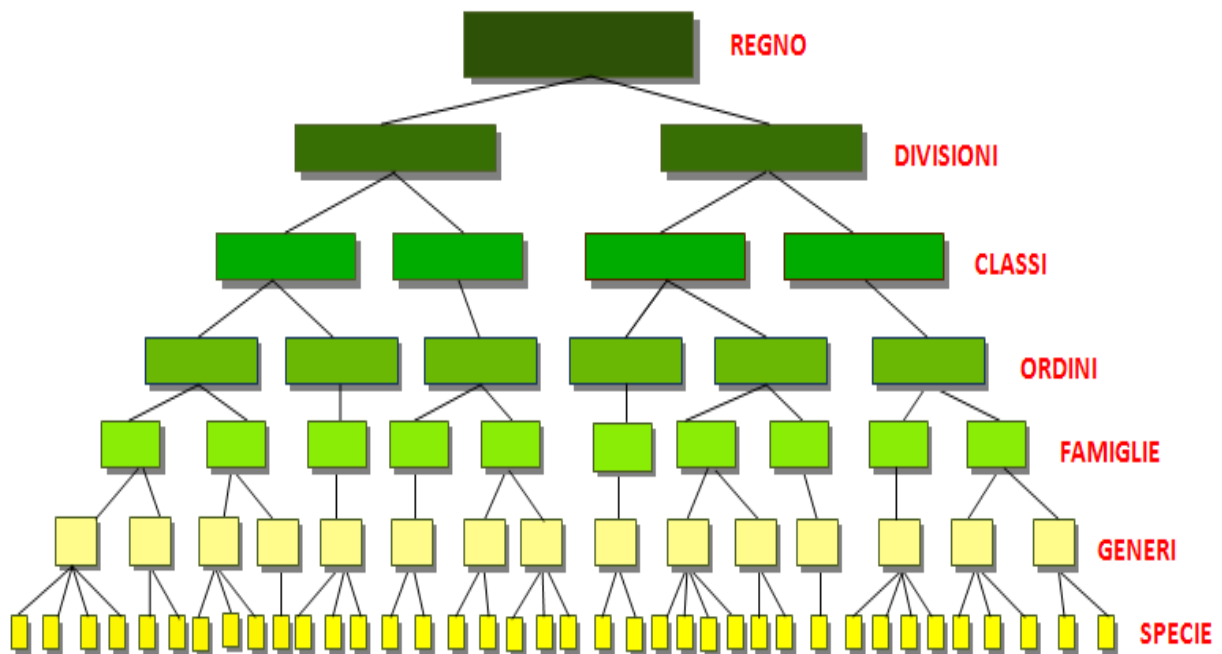 REGNO
DIVISIONI
CLASSI
ORDINI
FAMIGLIE
GENERI
SPECIE